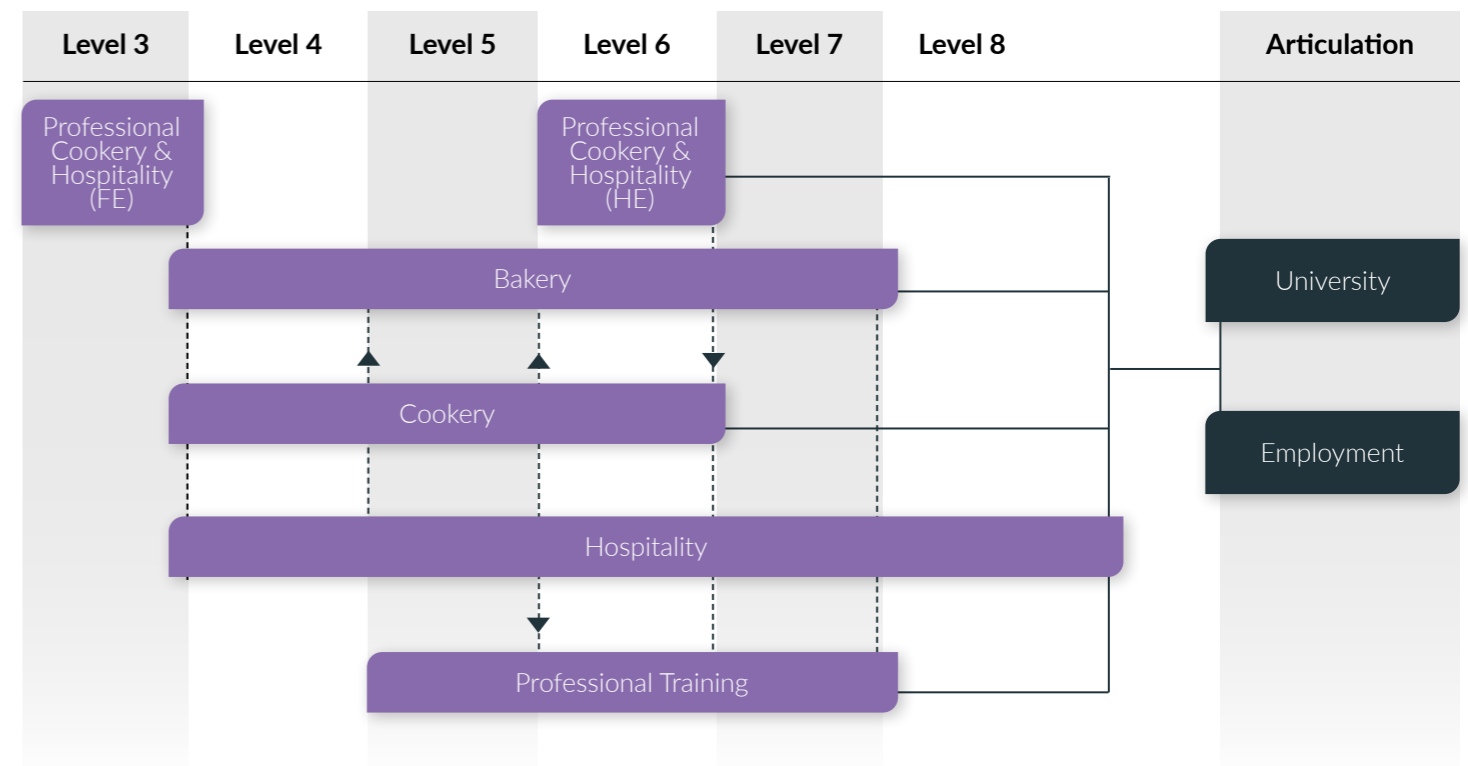 Level 3
Level 4
Level 5
Level 6
Level 7
Level 8
Articulation
Professional
Cookery &
Hospitality
(FE)
Professional
Cookery &
Hospitality
(HE)
Bakery
University
Cookery
Employment
Hospitality
Professional Training